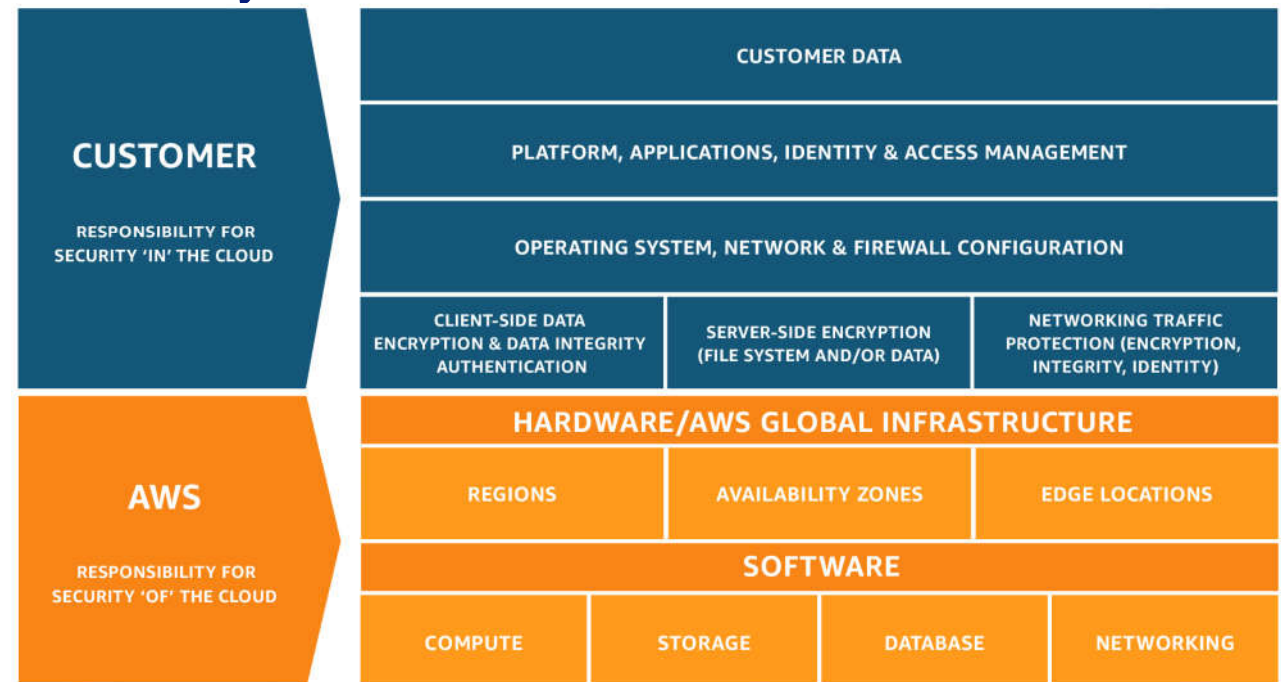 CUSTOMER DATA
CUSTOMER
PLATFORM, APPLICATIONS, IDENTITY & ACCESS MANAGEMENT
RESPONSIBILITY FOR
SECURITY ‘IN’ THE CLOUD
OPERATING SYSTEM, NETWORK & FIREWALL CONFIGURATION
CLIENT-SIDE DATA
ENCRYPTION & DATA INTEGRITY
AUTHENTICATION
SERVER-SIDE ENCRYPTION
(FILE SYSTEM AND/OR DATA)
NETWORKING TRAFFIC
PROTECTION (ENCRYPTION,
INTEGRITY, IDENTITY)
HARDWARE/AWS GLOBAL INFRASTRUCTURE
AWS
REGIONS
AVAILABILITY ZONES
EDGE LOCATIONS
RESPONSIBILITY FOR
SECURITY ‘OF’ THE CLOUD
SOFTWARE
COMPUTE
STORAGE
DATABASE
NETWORKING